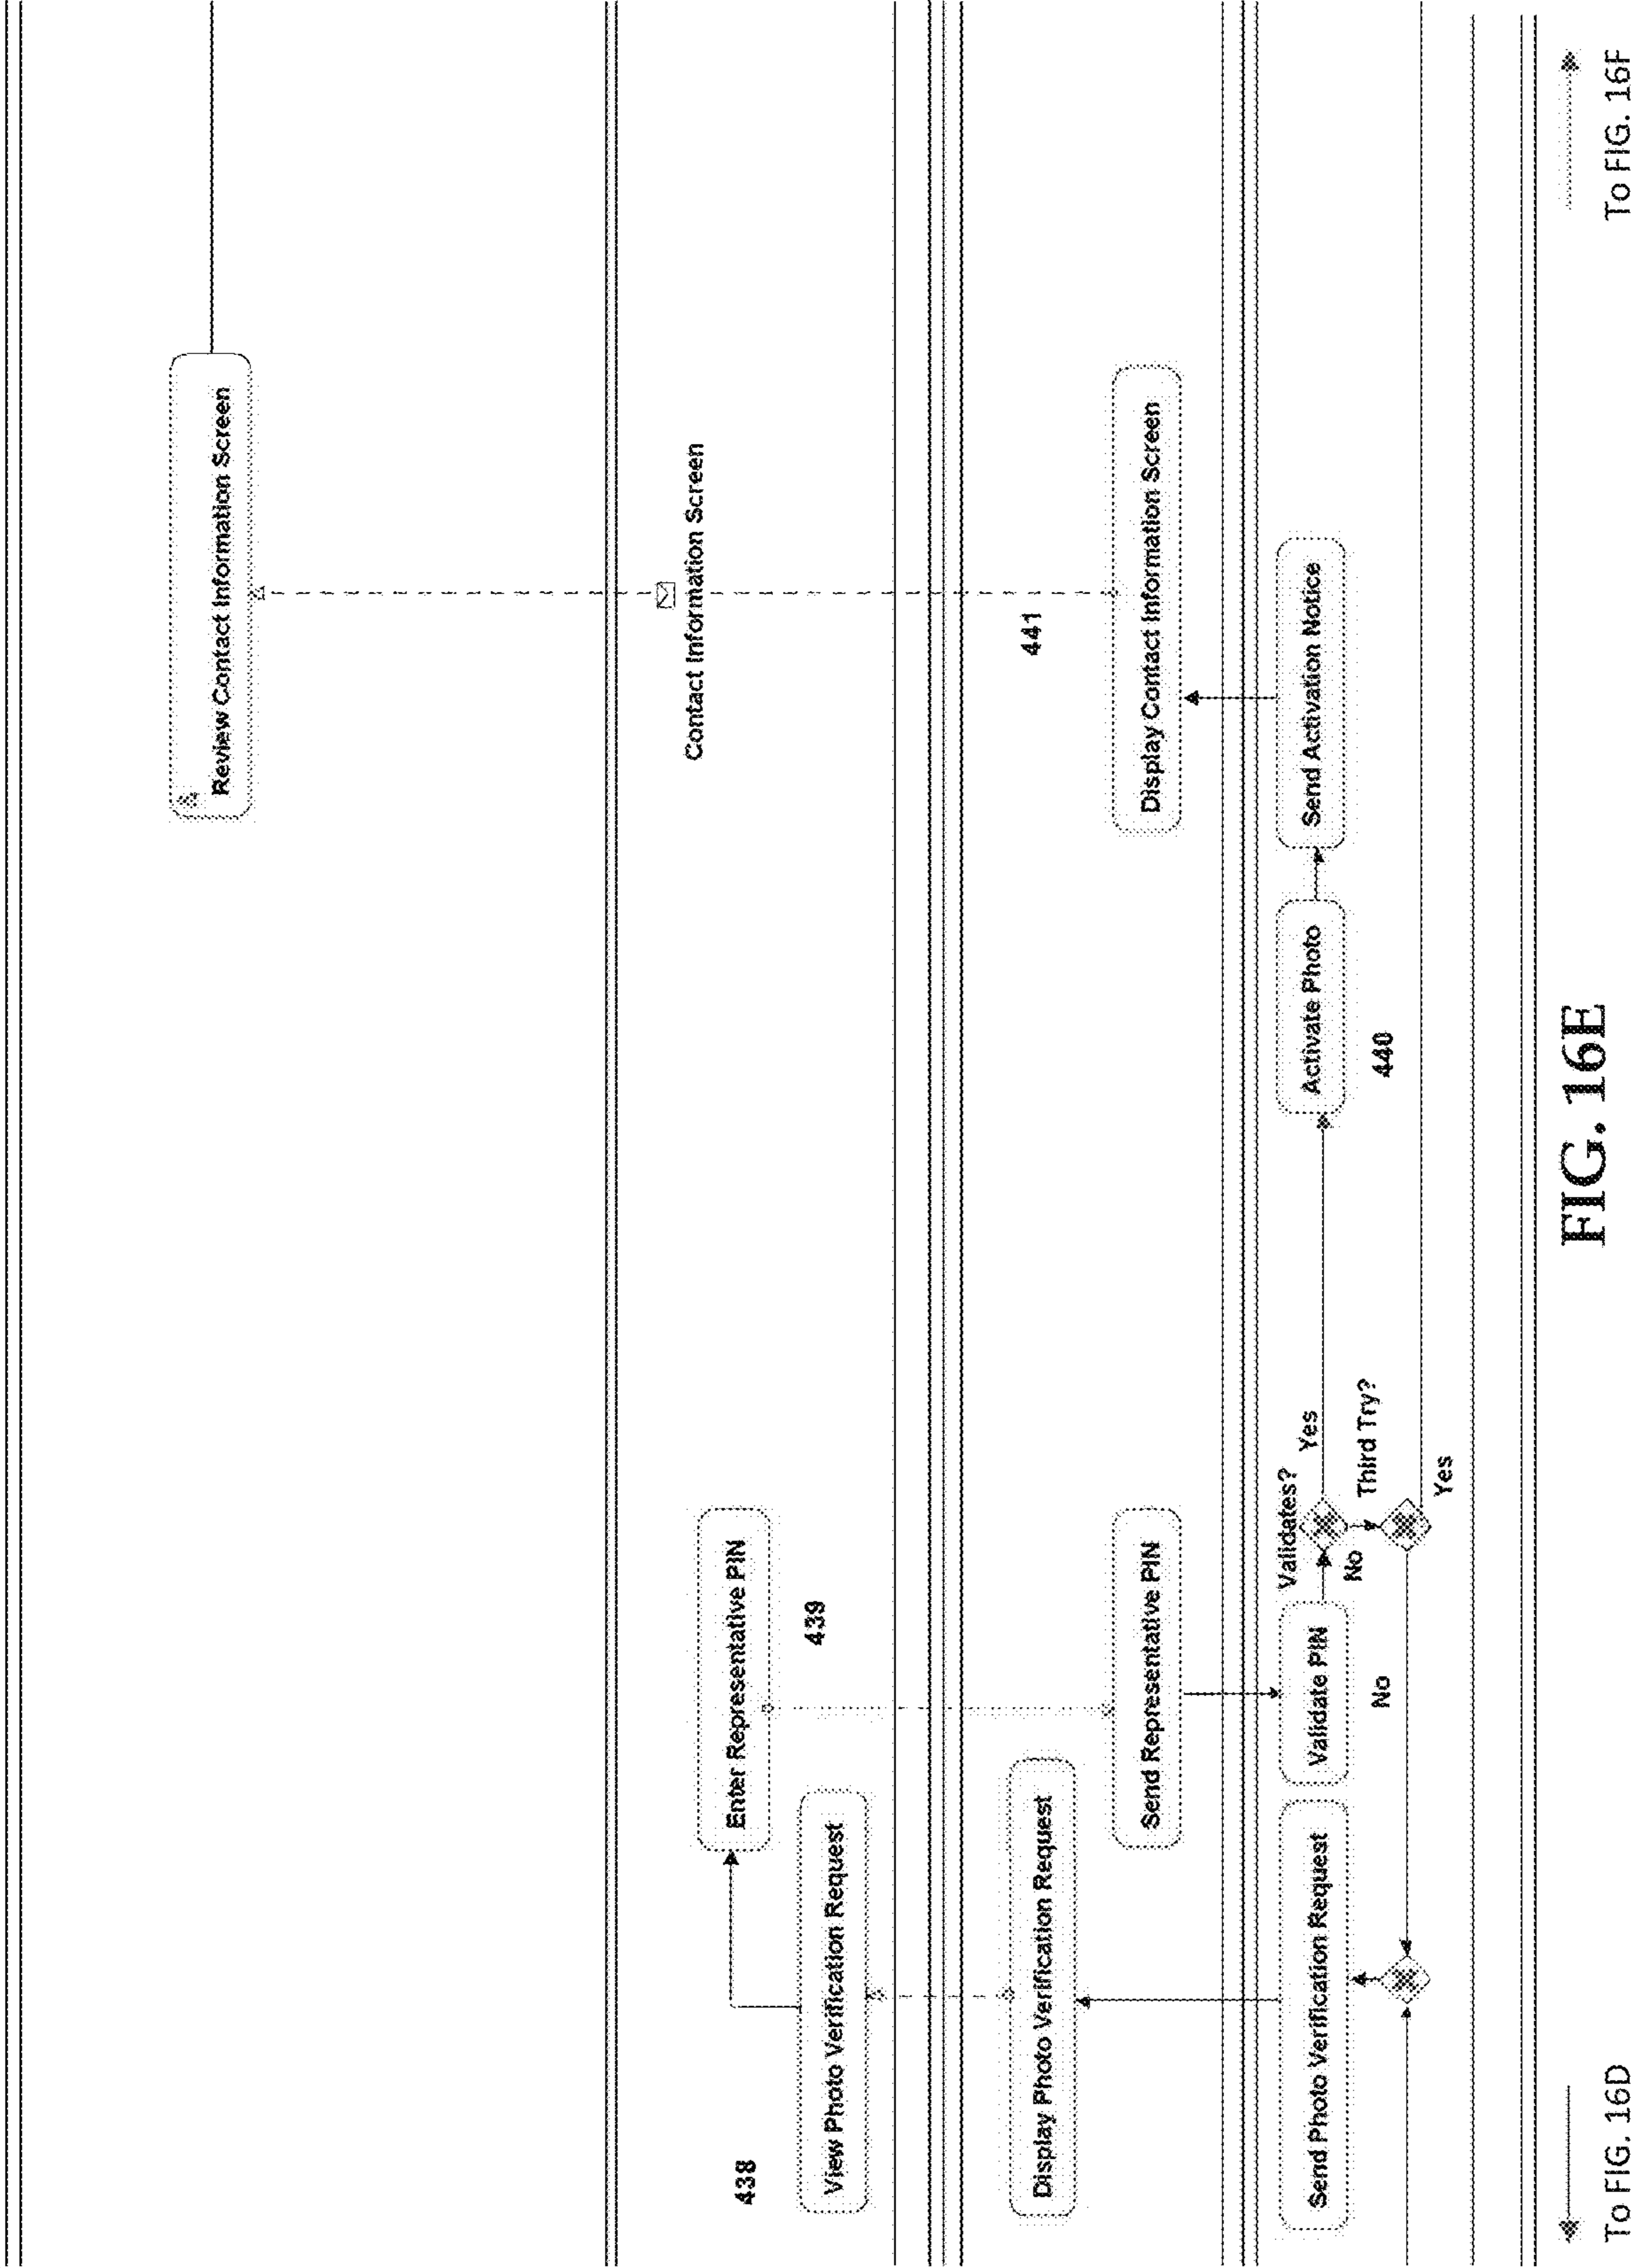 Review Contact Information Screen
Contact Information Screen
438
View Photo Verification Request
Enter Representative PIN
439
441
Display Photo Verification Request
Send Representative PIN
Display Contact Information Screen
Send Photo Verification Request
Validate PIN
Validates?
Yes
No
Third Try?
No
Yes
Activate Photo
440
Send Activation Notice
To FIG. 16D
FIG. 16E
To FIG. 16F